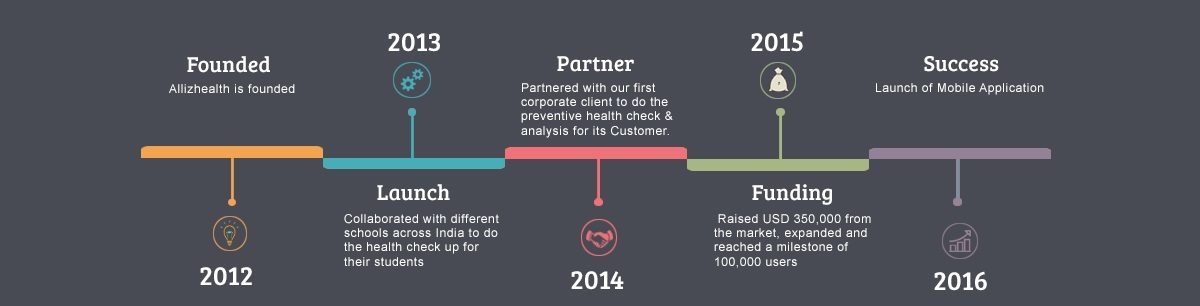 Founded
Allizhealth is founded
2012
2013
Launch
Collaborated with different
schools across India to do
the health check up for
their students
Partner
Partnered with our first
corporate client to do the
preventive health check &
analysis for its Customer.
2014
2015
Funding
Raised USD 350,000 from
the market, expanded and
reached a milestone of
100,000 users
Success
Launch of Mobile Application
2016